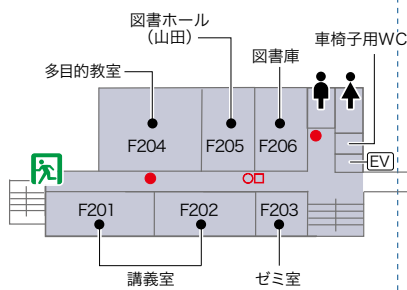 図書ホール
（山田）
車椅子用WC
図書庫
多目的教室
F204
F205
F206
EV
F201
F202
F203
講義室
ゼミ室